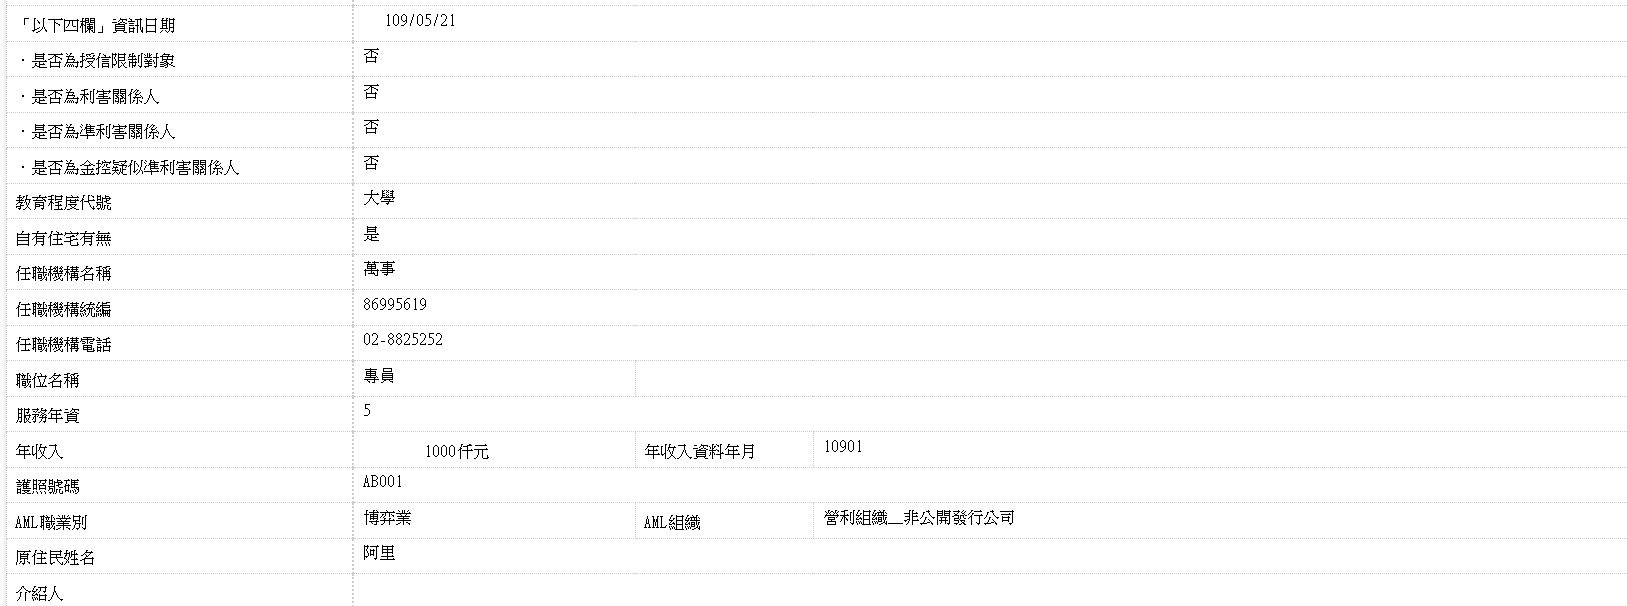 「以下四欄」資訊日期 109/05/21
．是否為授信限制對象 否
．是否為利害關係人 否
．是否為準利害關係人 否
．是否為金控疑似準利害關係人 否
教育程度代號 大學
自有住宅有無 是
任職機構名稱 萬事
任職機構統編 86995619
任職機構電話 02-8825252
職位名稱 專員
服務年資 5
年收入 1000仟元 年收入資料年月 10901
護照號碼 AB001
AML職業別 博弈業 AML組織 營利組織__非公開發行公司
原住民姓名 阿里
介紹人